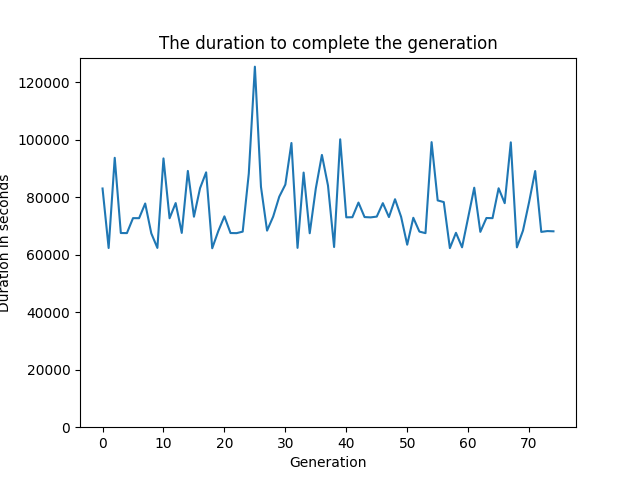 The duration to complete the generation
120000
100000
80000
60000
40000
20000
0
Duration in seconds
0 10 20 30 40 50 60 70
Generation